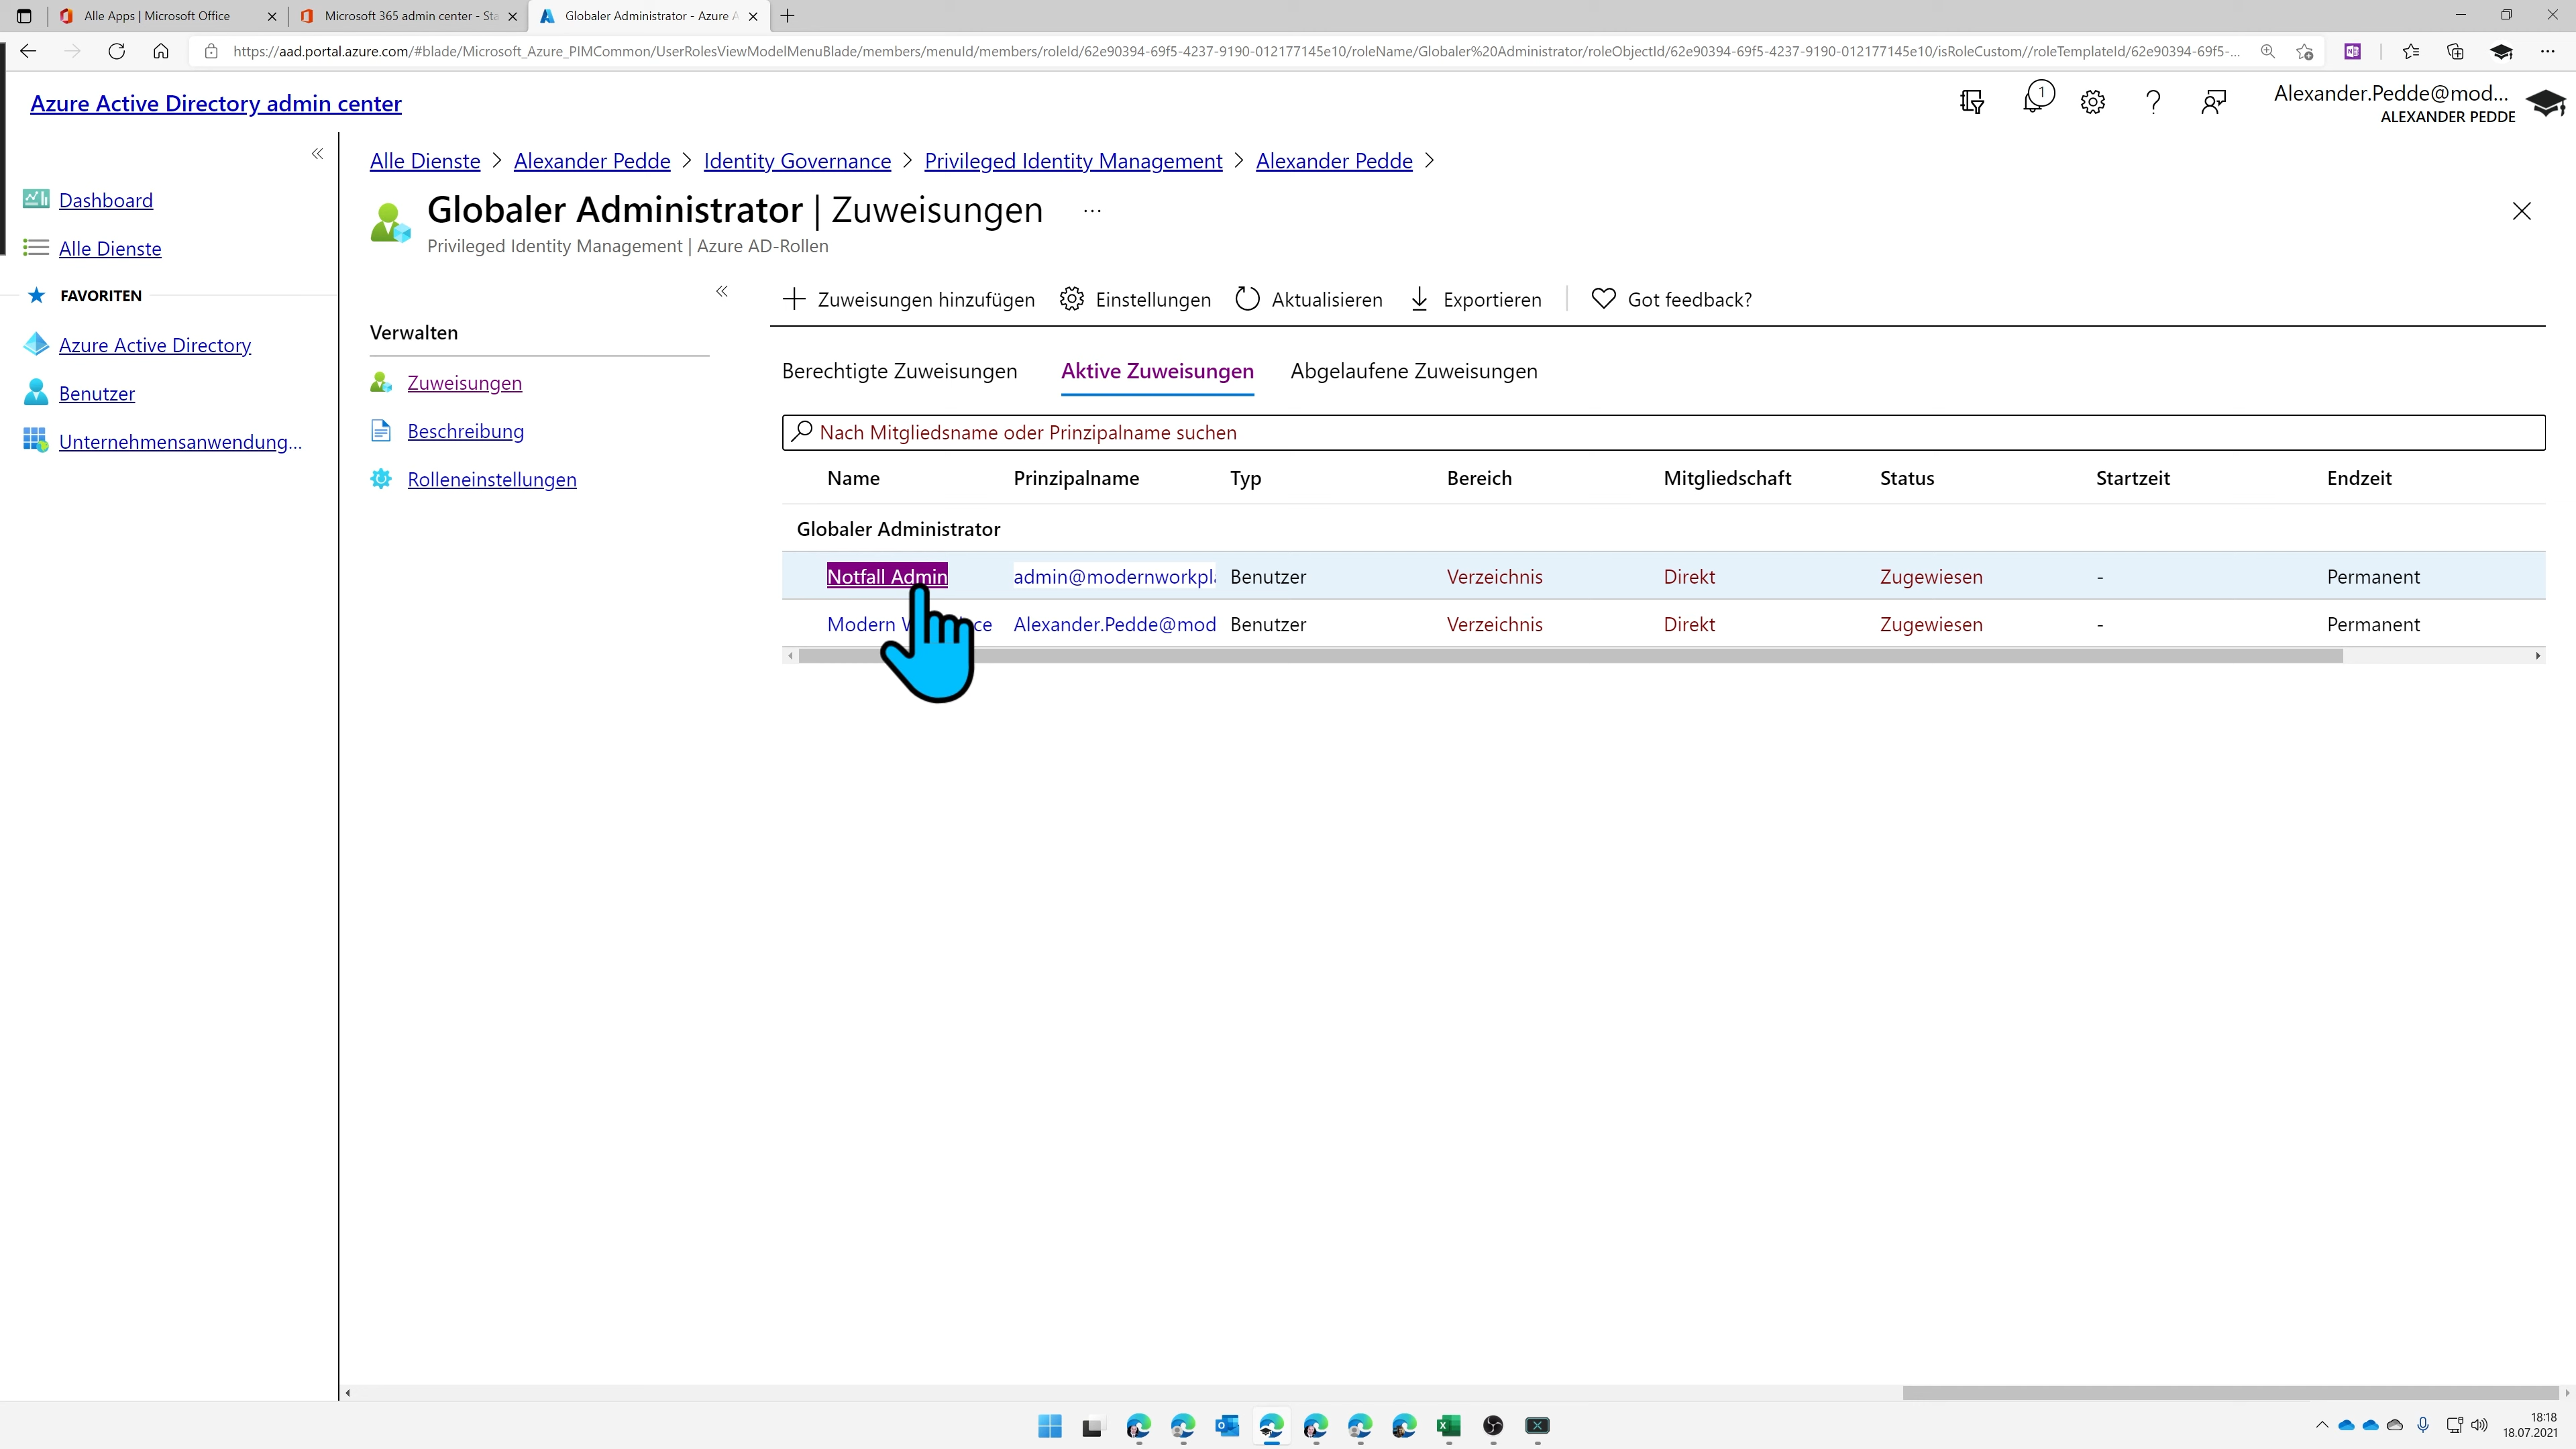 Alle Apps | Microsoft Office
Microsoft 365 admin center - Sta
Globaler Administrator - Azure A
https://aad.portal.azure.com/#blade/Microsoft_Azure_PIMCommon/UserRolesViewModelMenuBlade/members/menuId/members/roleId/62e90394-69f5-4237-9190-012177145e10/roleName/Globaler%20Administrator/roleObjectId/62e90394-69f5-4237-9190-012177145e10/isRoleCustom//roleTemplateId/62e90394-69f5-...
Azure Active Directory admin center
1
Alexander.Pedde@mod...
ALEXANDER PEDDE
Alle Dienste > Alexander Pedde > Identity Governance > Privileged Identity Management > Alexander Pedde >
Dashboard
Alle Dienste
FAVORITEN
Azure Active Directory
Benutzer
Unternehmensanwendung...
Globaler Administrator | Zuweisungen ...
Privileged Identity Management | Azure AD-Rollen
Verwalten
Zuweisungen
Beschreibung
Rolleneinstellungen
Zuweisungen hinzufügen Einstellungen Aktualisieren Exportieren Got feedback?
Berechtigte Zuweisungen Aktive Zuweisungen Abgelaufene Zuweisungen
Nach Mitgliedsname oder Prinzipalname suchen
Name Prinzipalname Typ Bereich Mitgliedschaft Status Startzeit Endzeit
Globaler Administrator
Notfall Admin admin@modernworkpla Benutzer Verzeichnis Direkt Zugewiesen - Permanent
Modern Alexander.Pedde@mod Benutzer Verzeichnis Direkt Zugewiesen - Permanent
18:18
18.07.2021